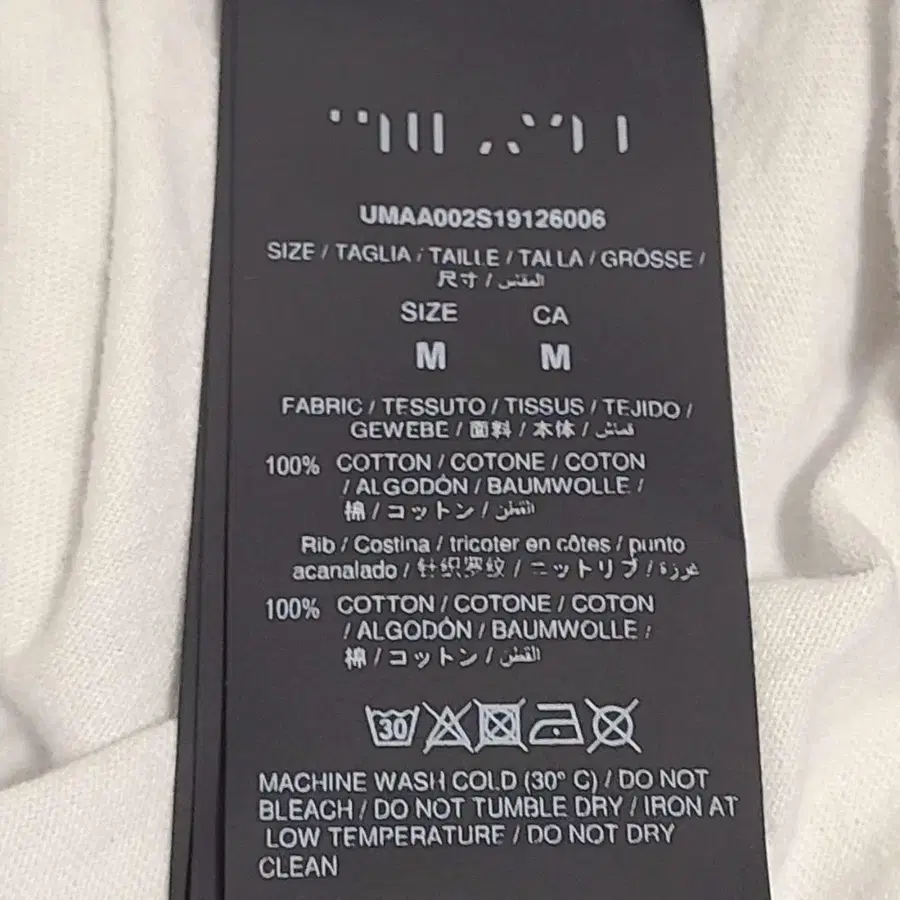 UMAA002S19126006
SIZE / TAGLIA / TAILLE / TALLA / GRÖSSE /
尺寸 / المقاس
SIZE CA
M M
FABRIC / TESSUTO / TISSUS / TEJIDO /
GEWEBE / 面料 / 本体 / قماش
100% COTTON / COTONE / COTON
/ ALGODÓN / BAUMWOLLE /
棉 / コットン / القطن
Rib / Costina / tricoter en côtes / punto
acanalado / 针织罗纹 / ニットリブ / غرزة
100% COTTON / COTONE / COTON
/ ALGODÓN / BAUMWOLLE /
棉 / コットン / القطن
30
MACHINE WASH COLD (30° C) / DO NOT
BLEACH / DO NOT TUMBLE DRY / IRON AT
LOW TEMPERATURE / DO NOT DRY
CLEAN